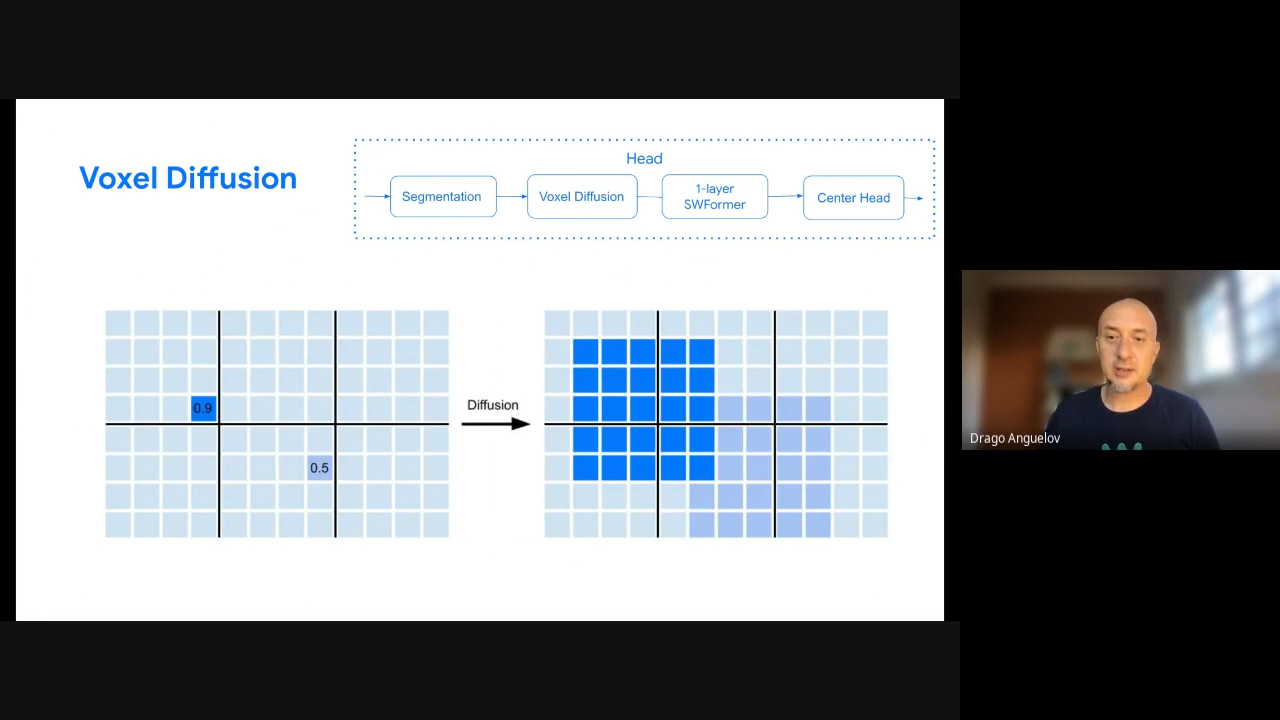 Voxel Diffusion
Head
Segmentation
Voxel Diffusion
1-layer
SWFormer
Center Head
0.9
0.5
Diffusion
Drago Anguelov